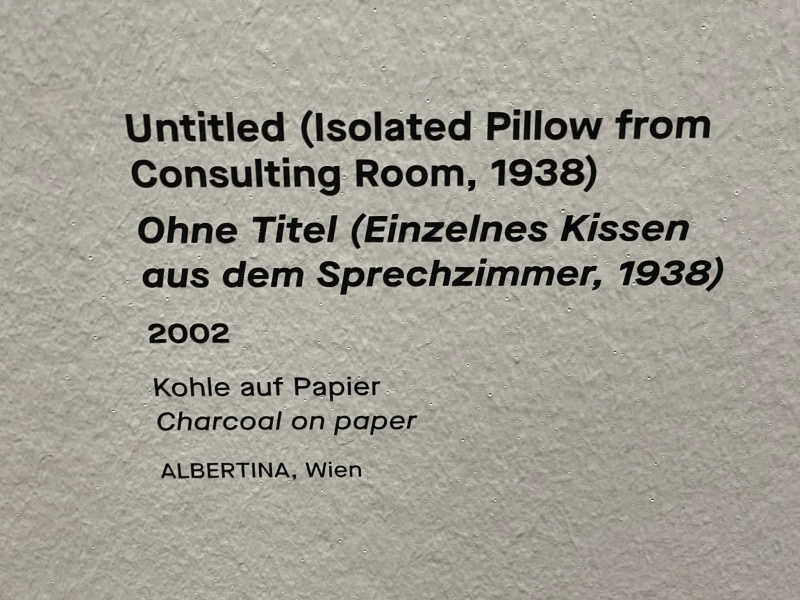 Untitled (Isolated Pillow from
Consulting Room, 1938)
Ohne Titel (Einzelnes Kissen
aus dem Sprechzimmer, 1938)
2002
Kohle auf Papier
Charcoal on paper
ALBERTINA, Wien